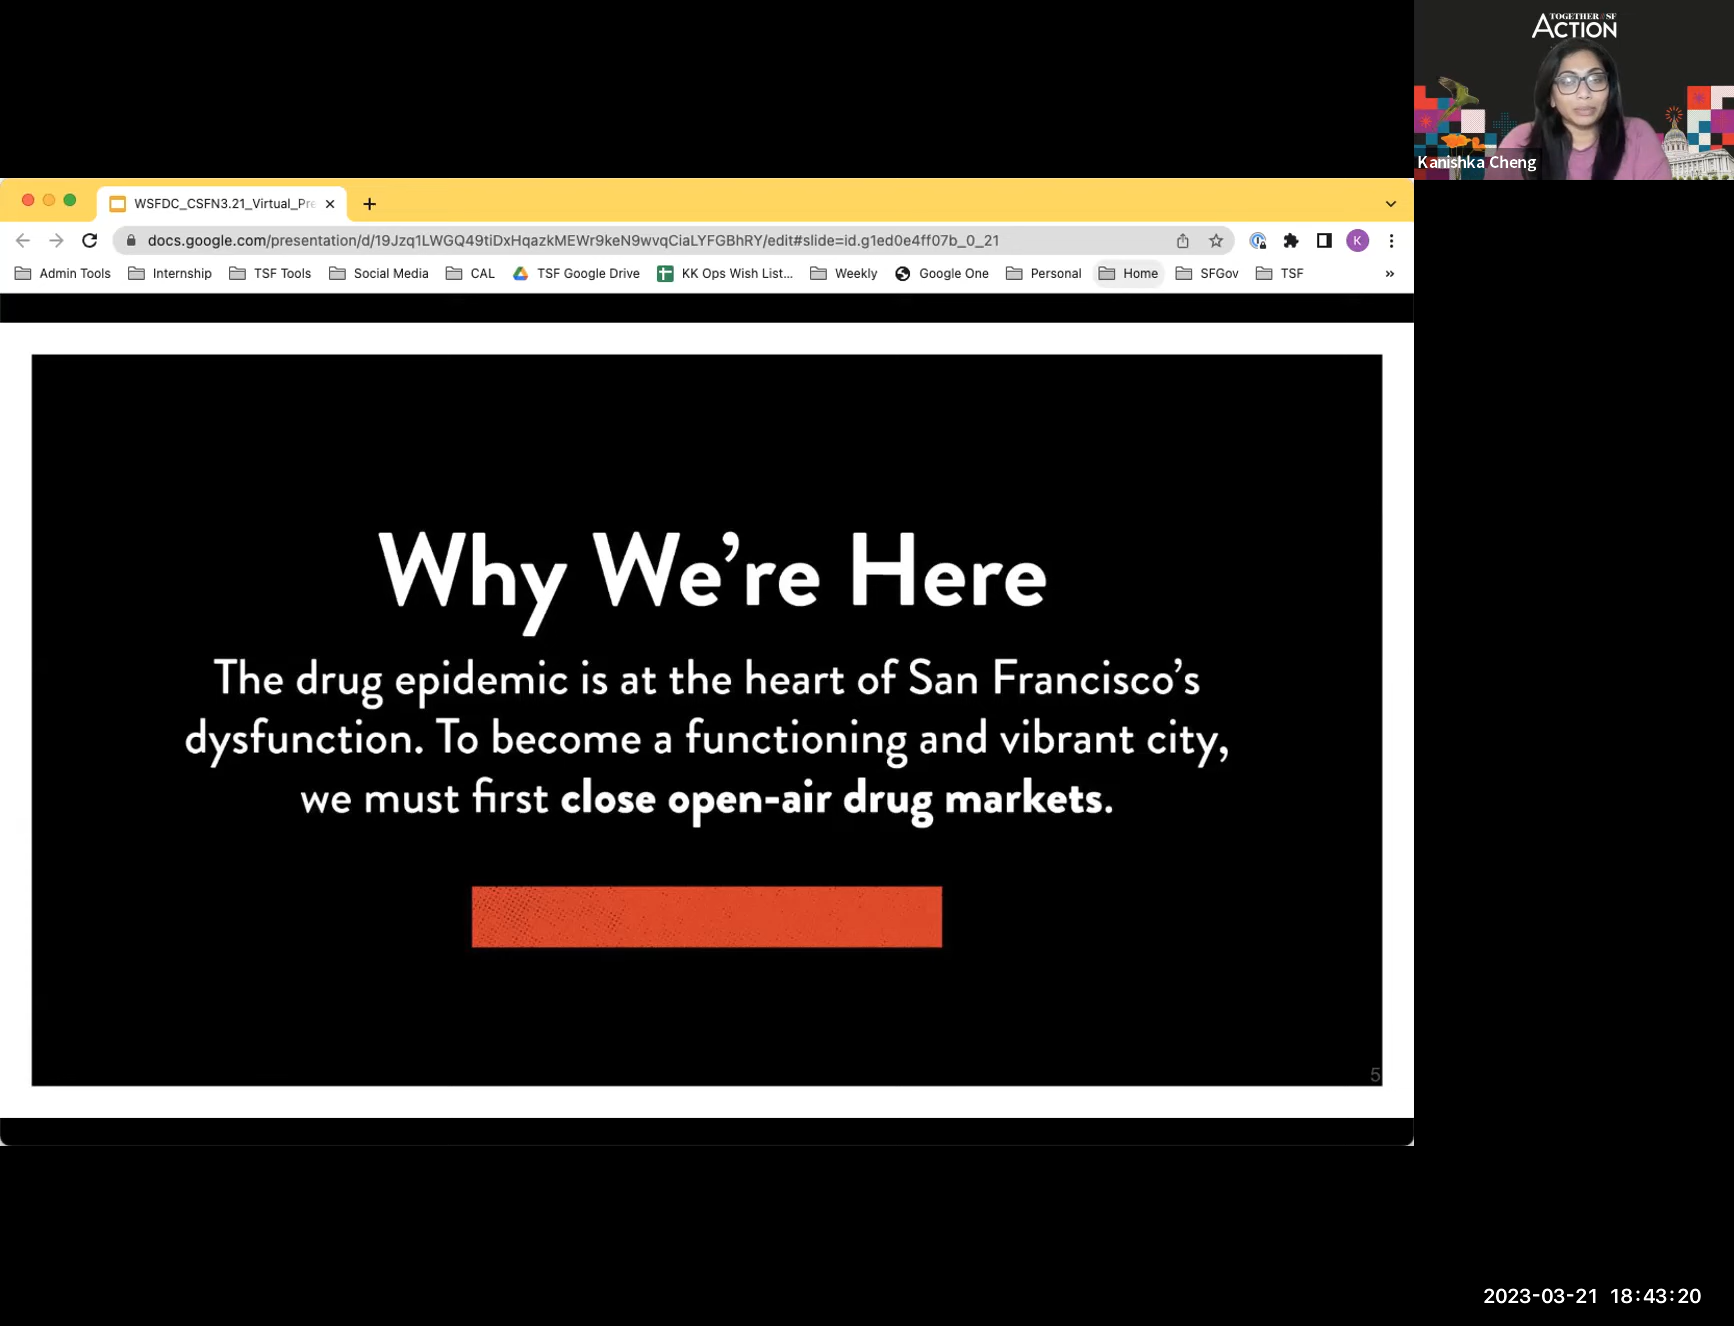 TOGETHER SF
ACTION
Kanishka Cheng
WSFDC_CSFN3.21_Virtual_Pre
docs.google.com/presentation/d/19Jzq1LWGQ49tiDxHqazkMEWr9keN9wvqCiaLYFGBhRY/edit#slide=id.g1ed0e4ff07b_0_21
K
Admin Tools Internship TSF Tools Social Media CAL TSF Google Drive KK Ops Wish List... Weekly Google One Personal Home SFGov TSF »
Why We’re Here
The drug epidemic is at the heart of San Francisco’s
dysfunction. To become a functioning and vibrant city,
we must first close open-air drug markets.
5
2023-03-21 18:43:20